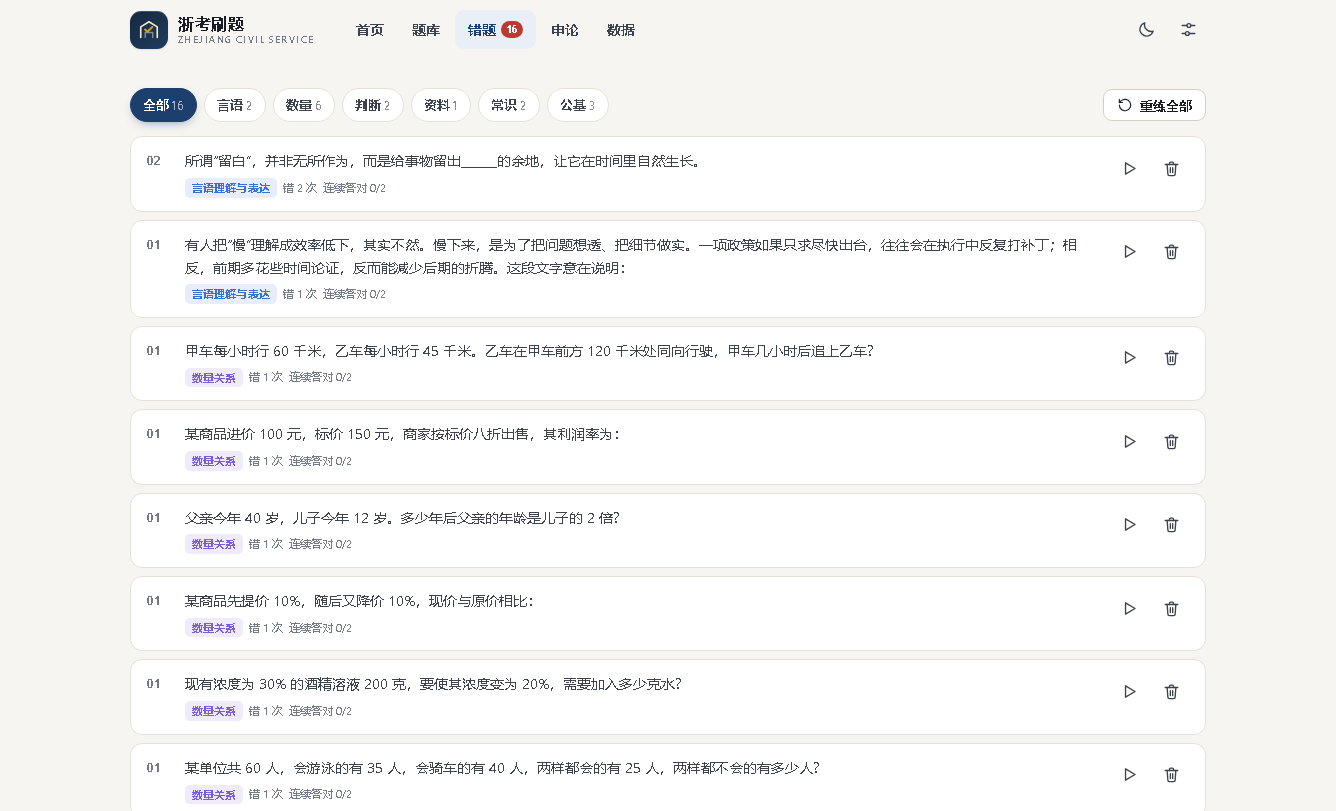 浙考刷题
ZHEJIANG CIVIL SERVICE
首页 题库 错题 16 申论 数据
全部 16 言语 2 数量 6 判断 2 资料 1 常识 2 公基 3 重练全部
02 所谓“留白”，并非无所作为，而是给事物留出_____的余地，让它在时间里自然生长。
言语理解与表达 错 2 次 连续答对 0/2
01 有人把“慢”理解成效率低下，其实不然。慢下来，是为了把问题想透、把细节做实。一项政策如果只求尽快出台，往往会在执行中反复打补丁；相
反，前期多花些时间论证，反而能减少后期的折腾。这段文字意在说明：
言语理解与表达 错 1 次 连续答对 0/2
01 甲车每小时行 60 千米，乙车每小时行 45 千米。乙车在甲车前方 120 千米处同向行驶，甲车几小时后追上乙车？
数量关系 错 1 次 连续答对 0/2
01 某商品进价 100 元，标价 150 元，商家按标价八折出售，其利润率为：
数量关系 错 1 次 连续答对 0/2
01 父亲今年 40 岁，儿子今年 12 岁。多少年后父亲的年龄是儿子的 2 倍？
数量关系 错 1 次 连续答对 0/2
01 某商品先提价 10%，随后又降价 10%，现价与原价相比：
数量关系 错 1 次 连续答对 0/2
01 现有浓度为 30% 的酒精溶液 200 克，要使其浓度变为 20%，需要加入多少克水？
数量关系 错 1 次 连续答对 0/2
01 某单位共 60 人，会游泳的有 35 人，会骑车的有 40 人，两样都会的有 25 人，两样都不会的有多少人？
数量关系 错 1 次 连续答对 0/2